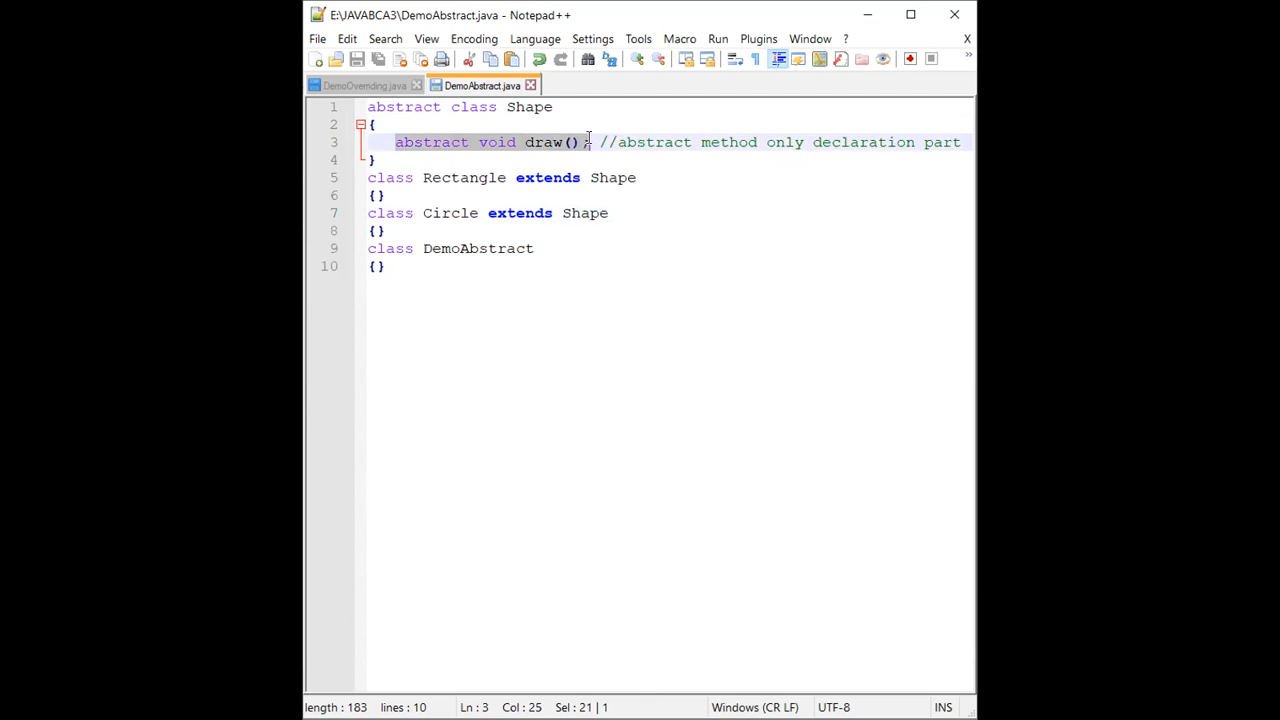 E:\JAVABCA3\DemoAbstract.java - Notepad++
File Edit Search View Encoding Language Settings Tools Macro Run Plugins Window ? X
DemoOverriding.java DemoAbstract.java
1 abstract class Shape
2 {
3 abstract void draw(); //abstract method only declaration part
4 }
5 class Rectangle extends Shape
6 {}
7 class Circle extends Shape
8 {}
9 class DemoAbstract
10 {}
length : 183 lines : 10 Ln : 3 Col : 25 Sel : 21 | 1 Windows (CR LF) UTF-8 INS